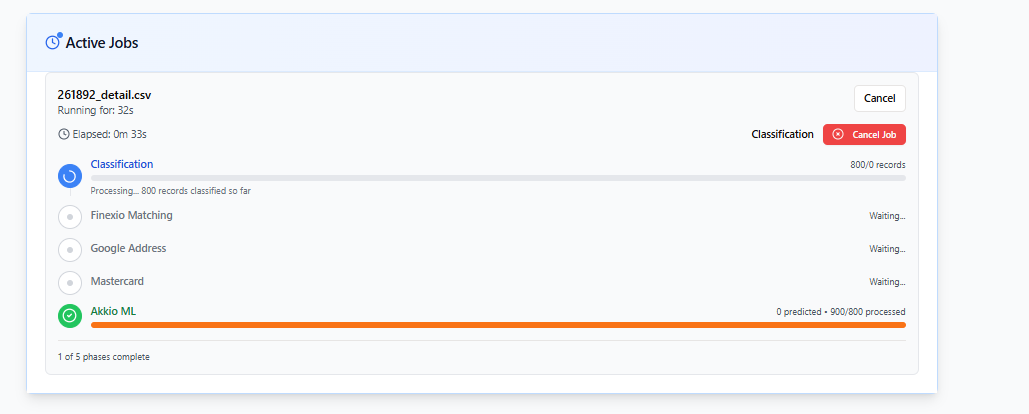 Active Jobs
261892_detail.csv
Cancel
Running for: 32s
Elapsed: 0m 33s
Classification
Cancel Job
Classification
800/0 records
Processing... 800 records classified so far
Finexio Matching
Waiting...
Google Address
Waiting...
Mastercard
Waiting...
Akkio ML
0 predicted • 900/800 processed
1 of 5 phases complete